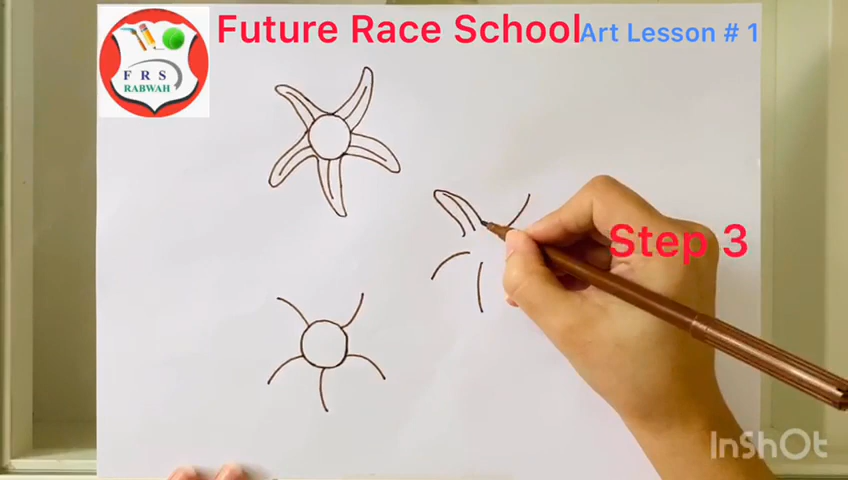 Future Race School
Art Lesson # 1
F R S
RABWAH
Step 3
InShOt